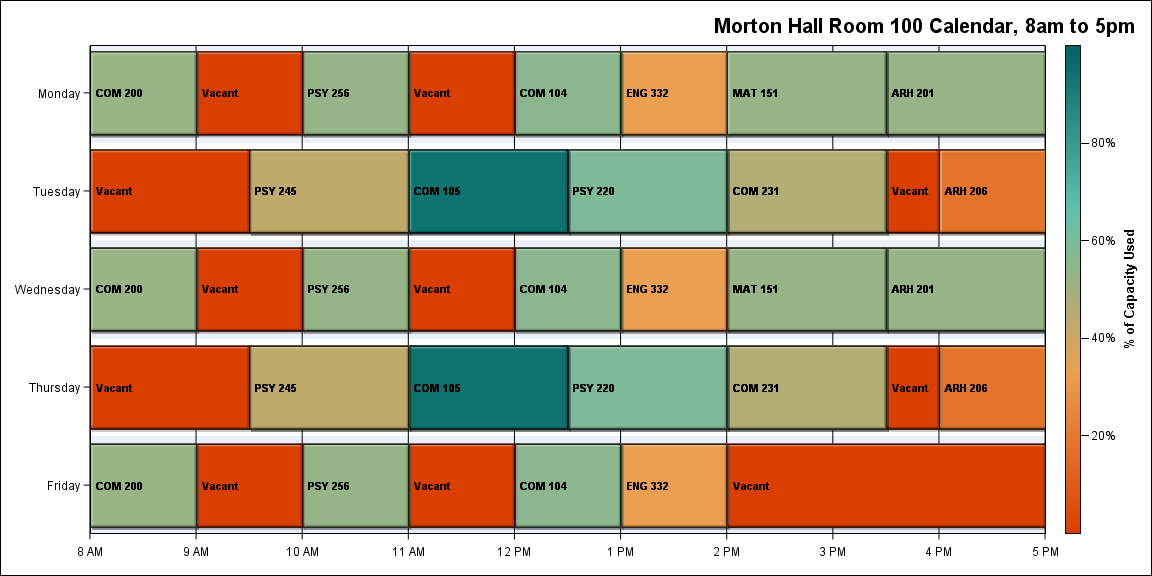 Morton Hall Room 100 Calendar, 8am to 5pm
Monday COM 200 Vacant PSY 256 Vacant COM 104 ENG 332 MAT 151 ARH 201
Tuesday Vacant PSY 245 COM 105 PSY 220 COM 231 Vacant ARH 206
Wednesday COM 200 Vacant PSY 256 Vacant COM 104 ENG 332 MAT 151 ARH 201
Thursday Vacant PSY 245 COM 105 PSY 220 COM 231 Vacant ARH 206
Friday COM 200 Vacant PSY 256 Vacant COM 104 ENG 332 Vacant
8 AM 9 AM 10 AM 11 AM 12 PM 1 PM 2 PM 3 PM 4 PM 5 PM
80%
60%
40%
20%
% of Capacity Used